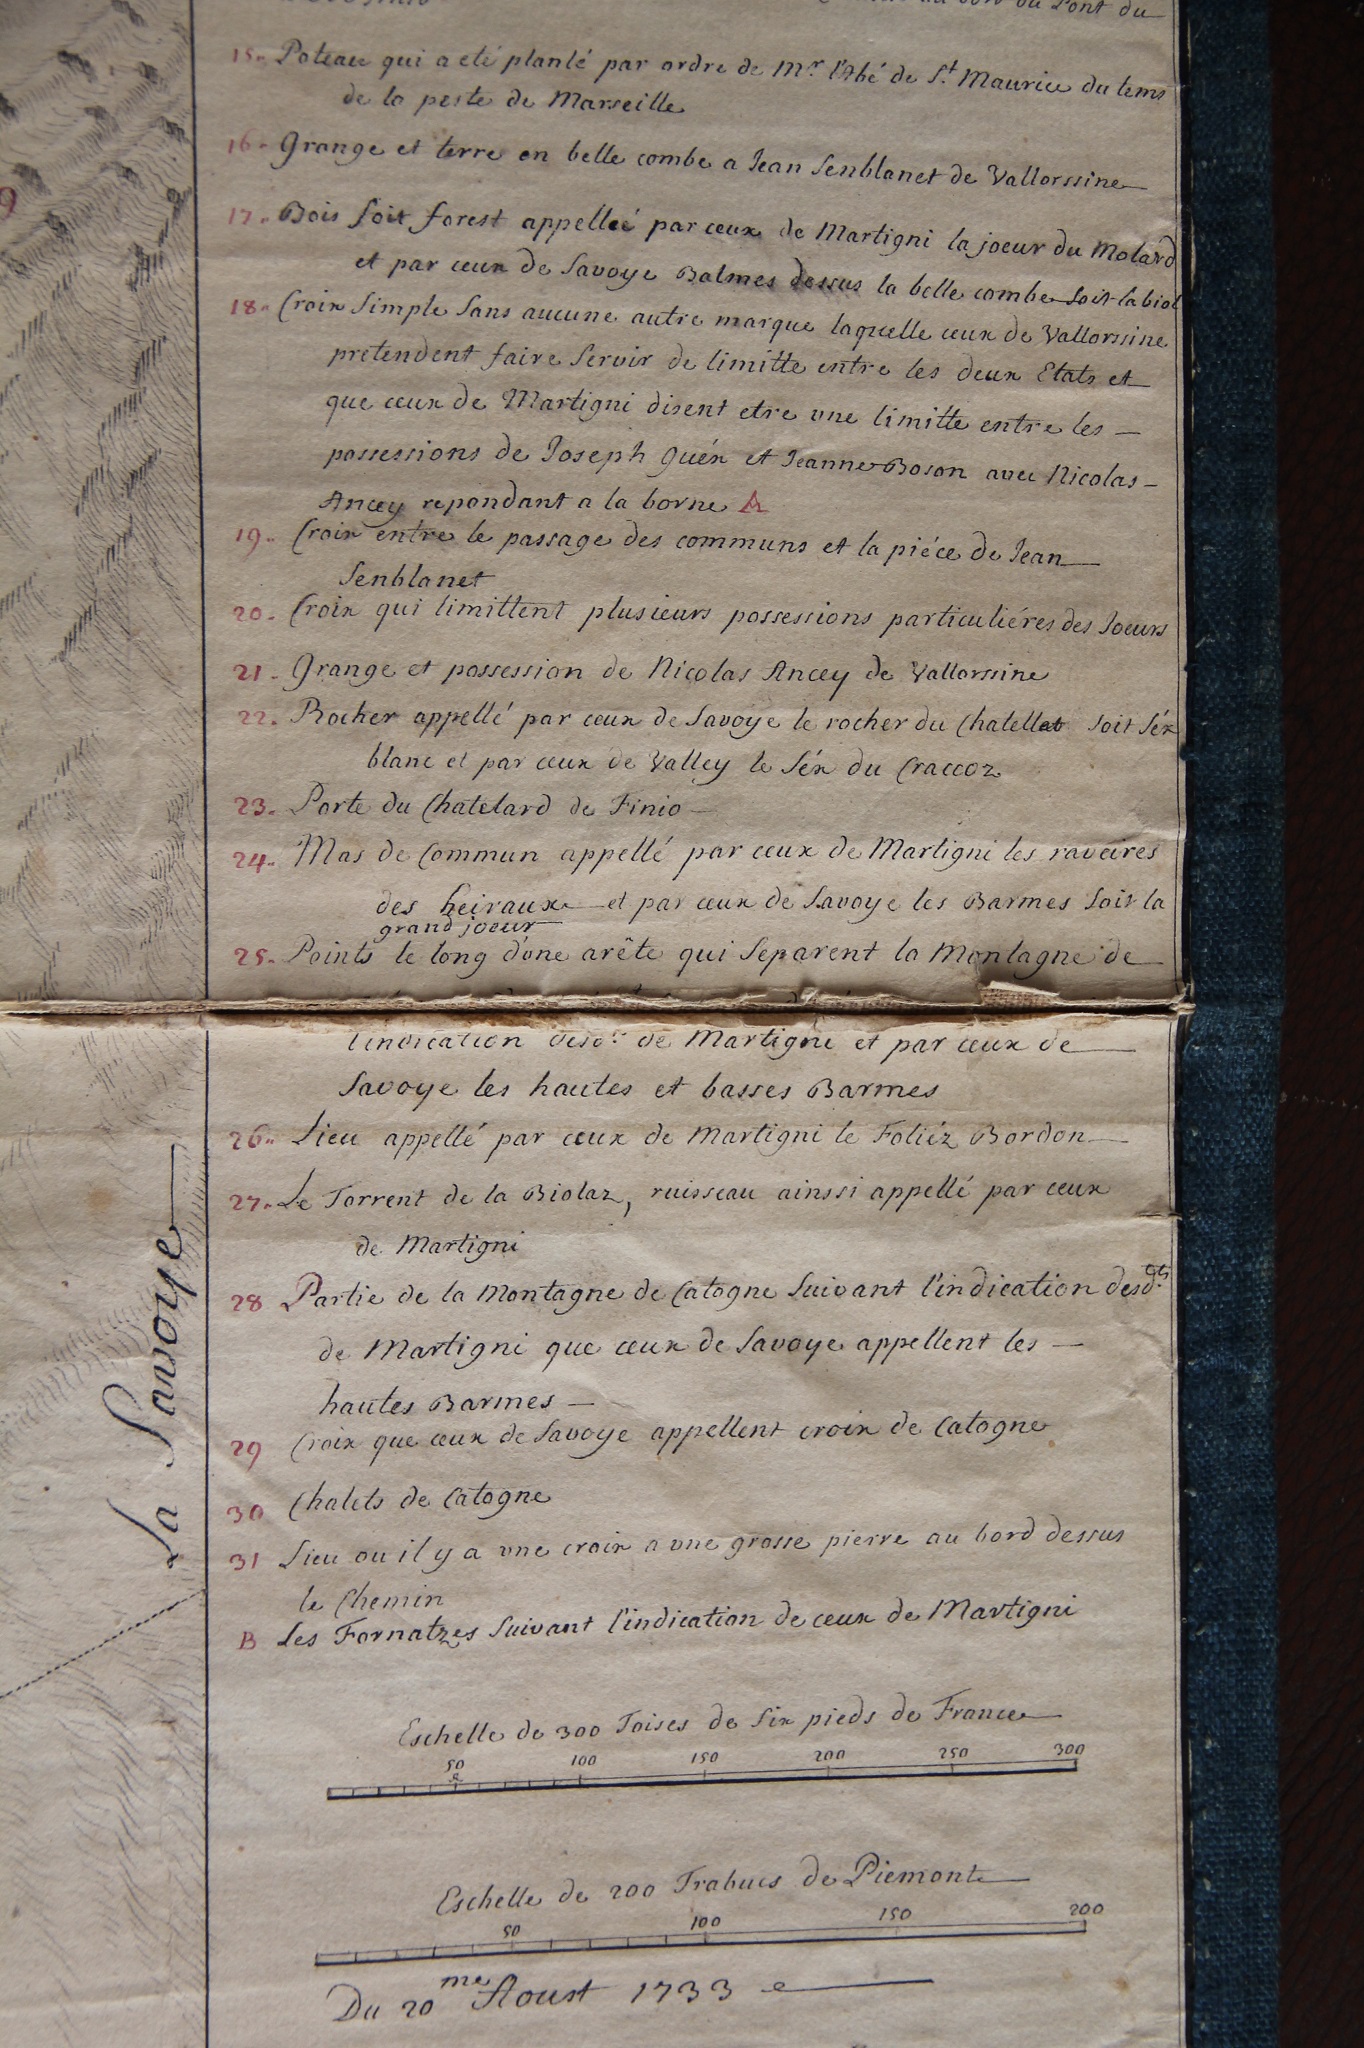 au bord du Pont du
15. Poteau qui a eté planté par ordre de Mr. l'Abé de St. Maurice du tems
de la peste de Marseille
16. Grange et terre en belle combe a Jean Senblanet de Vallorssine
17. Bois soit forest appelleé par ceux de Martigni la joeur du Molard
et par ceux de Savoye Balmes dessus la belle combe soit la biol
18. Croix simple sans aucune autre marque laquelle ceux de Vallorssine
pretendent faire servir de limitte entre les deux Etats et
que ceux de Martigni disent etre une limitte entre les
possessions de Joseph Guéx et Jeanne Boson avec Nicolas
Ancey repondant a la borne A
19. Croix entre le passage des communs et la piéce de Jean
Senblanet
20. Croix qui limittent plusieurs possessions particuliéres des Joeurs
21. Grange et possession de Nicolas Ancey de Vallorssine
22. Rocher appellé par ceux de Savoye le rocher du Chatellet soit Séx
blanc et par ceux de Valley le Séx du Craccoz
23. Porte du Chatelard de Finio
24. Mas de Commun appellé par ceux de Martigni les raveires
des heiraux et par ceux de Savoye les Barmes soit la
grand joeur
25. Points le long d'une arête qui separent la Montagne de
l'indication desd. de Martigni et par ceux de
Savoye les hautes et basses Barmes
26. Lieu appellé par ceux de Martigni le Foliéz Bordon
27. Le Torrent de la Biolaz, ruisseau ainssi appellé par ceux
de Martigni
28 Partie de la Montagne de Catogne suivant l'indication desdts.
de Martigni que ceux de Savoye appellent les
hautes Barmes
29 Croix que ceux de Savoye appellent croix de Catogne
30 Chalets de Catogne
31 Lieu ou il y a une croix a une grosse pierre au bord dessus
le Chemin
B Les Fornatzes suivant l'indication de ceux de Martigni
La Savoye
Eschelle de 300 Toises de six pieds de France
50 100 150 200 250 300
Eschelle de 200 Trabucs de Piemont
50 100 150 200
Du 20me Aoust 1733